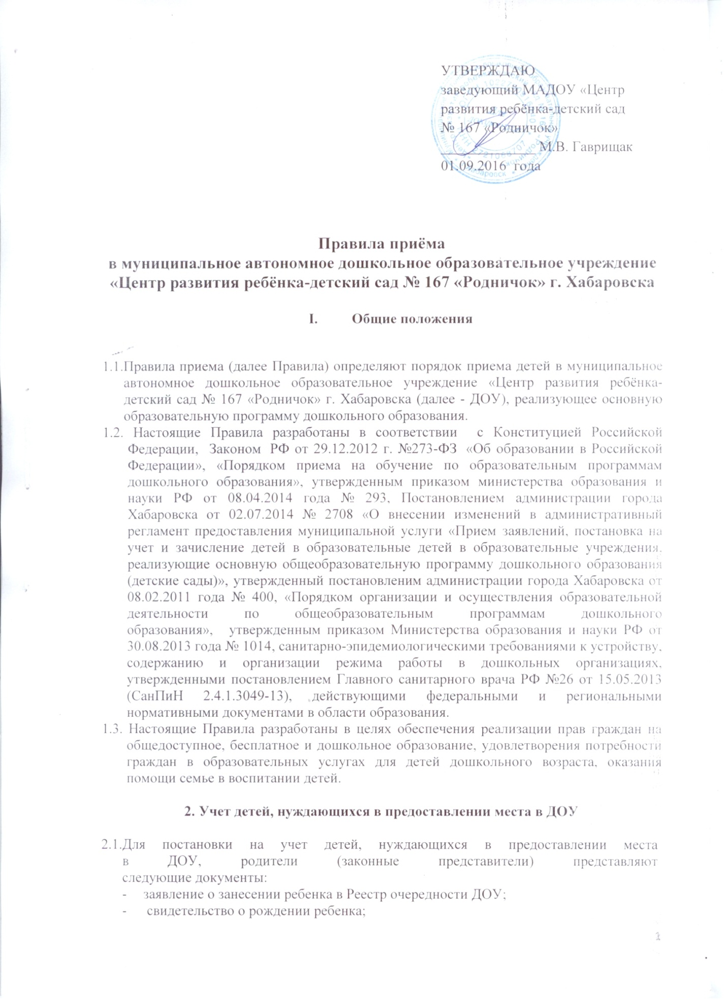 УТВЕРЖДАЮ
заведующий МАДОУ «Центр
развития ребёнка-детский сад
№ 167 «Родничок»
М.В. Гаврищак
01.09.2016 года
Правила приёма
в муниципальное автономное дошкольное образовательное учреждение
«Центр развития ребёнка-детский сад № 167 «Родничок» г. Хабаровска
I. Общие положения
1.1.Правила приема (далее Правила) определяют порядок приема детей в муниципальное
автономное дошкольное образовательное учреждение «Центр развития ребёнка-
детский сад № 167 «Родничок» г. Хабаровска (далее - ДОУ), реализующее основную
образовательную программу дошкольного образования.
1.2. Настоящие Правила разработаны в соответствии с Конституцией Российской
Федерации, Законом РФ от 29.12.2012 г. №273-ФЗ «Об образовании в Российской
Федерации», «Порядком приема на обучение по образовательным программам
дошкольного образования», утвержденным приказом министерства образования и
науки РФ от 08.04.2014 года № 293, Постановлением администрации города
Хабаровска от 02.07.2014 № 2708 «О внесении изменений в административный
регламент предоставления муниципальной услуги «Прием заявлений, постановка на
учет и зачисление детей в образовательные детей в образовательные учреждения,
реализующие основную общеобразовательную программу дошкольного образования
(детские сады)», утвержденный постановленим администрации города Хабаровска от
08.02.2011 года № 400, «Порядком организации и осуществления образовательной
деятельности по общеобразовательным программам дошкольного
образования», утвержденным приказом Министерства образования и науки РФ от
30.08.2013 года № 1014, санитарно-эпидемиологическими требованиями к устройству,
содержанию и организации режима работы в дошкольных организациях,
утвержденными постановлением Главного санитарного врача РФ №26 от 15.05.2013
(СанПиН 2.4.1.3049-13), действующими федеральными и региональными
нормативными документами в области образования.
1.3. Настоящие Правила разработаны в целях обеспечения реализации прав граждан на
общедоступное, бесплатное и дошкольное образование, удовлетворения потребности
граждан в образовательных услугах для детей дошкольного возраста, оказания
помощи семье в воспитании детей.
2. Учет детей, нуждающихся в предоставлении места в ДОУ
2.1.Для постановки на учет детей, нуждающихся в предоставлении места
в ДОУ, родители (законные представители) представляют
следующие документы:
- заявление о занесении ребенка в Реестр очередности ДОУ;
- свидетельство о рождении ребенка;
1